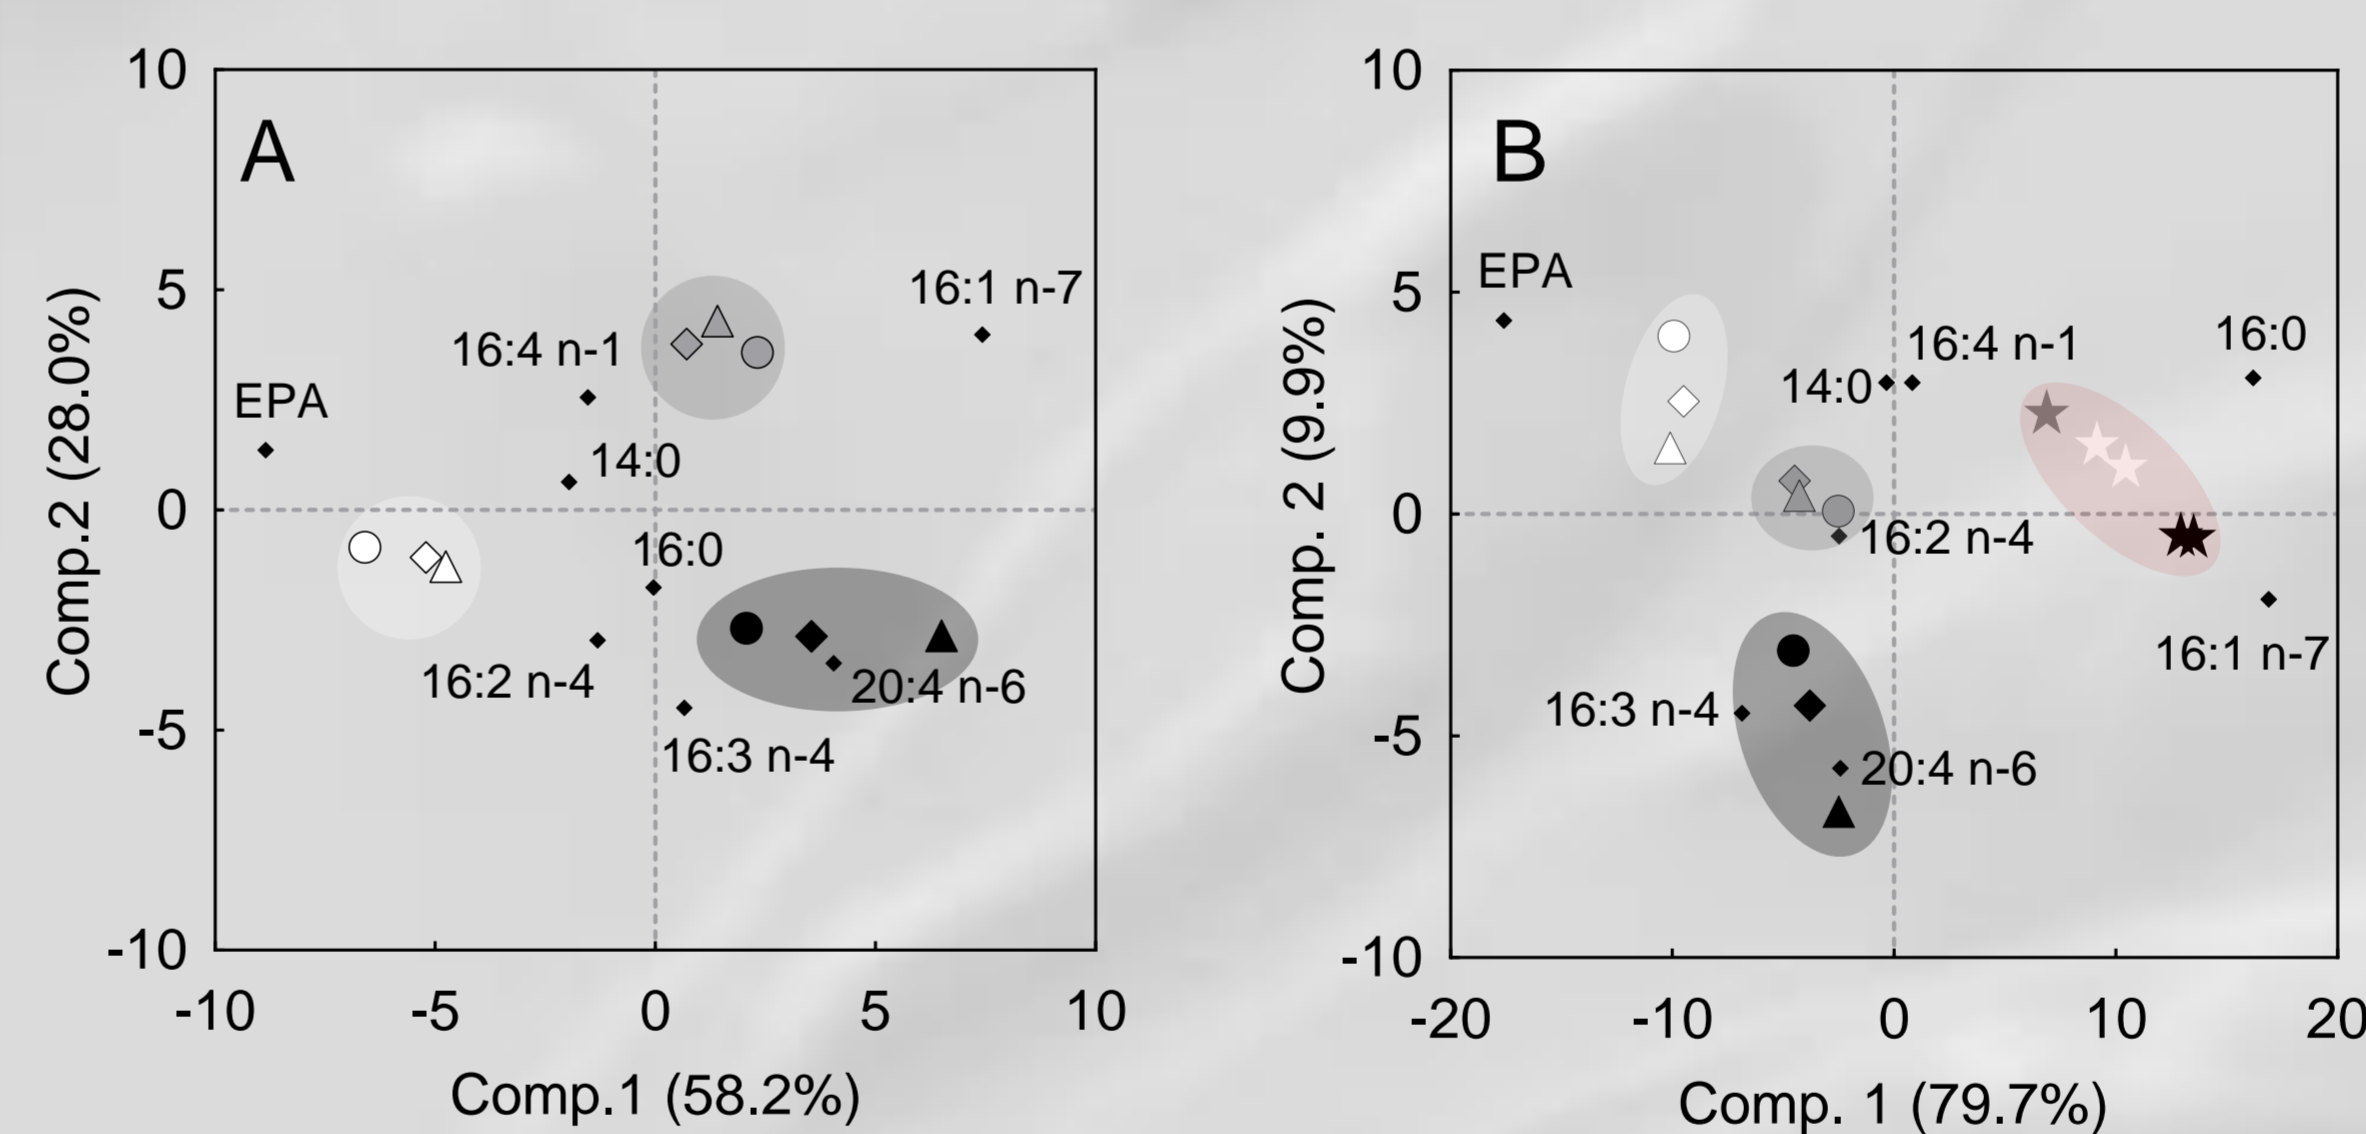 10
A
5
16:1 n-7
16:4 n-1
EPA
14:0
0
16:0
16:2 n-4
20:4 n-6
-5
16:3 n-4
-10
-10 -5 0 5 10
Comp.1 (58.2%)
Comp.2 (28.0%)
10
B
EPA
5
16:0
16:4 n-1
14:0
0
16:2 n-4
16:1 n-7
16:3 n-4
-5
20:4 n-6
-10
-20 -10 0 10 20
Comp. 1 (79.7%)
Comp. 2 (9.9%)